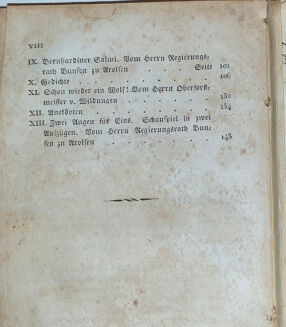 VIII
IX. Bernhardiner Salmi. Vom Herrn Regierungs-
rath Bunsen zu Arolsen . . . Seite 101
X. Gedichte . . . . . . 106
XI. Schon wieder ein Wolf! Vom Herrn Oberforst-
meister v. Wildungen . . . . 132
XII. Anekdoten . . . . . 134
XIII. Zwei Augen für Eins. Schauspiel in zwei
Aufzügen. Vom Herrn Regierungsrath Bun-
sen zu Arolsen . . . . . 143